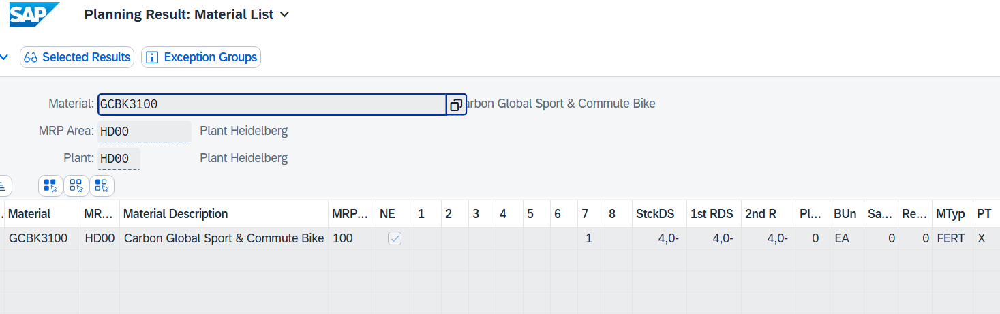 SAP Planning Result: Material List
Selected Results Exception Groups
Material: GCBK3100 arbon Global Sport & Commute Bike
MRP Area: HD00 Plant Heidelberg
Plant: HD00 Plant Heidelberg
Material MR... Material Description MRP... NE 1 2 3 4 5 6 7 8 StckDS 1st RDS 2nd R Pl... BUn Sa... Re... MTyp PT
GCBK3100 HD00 Carbon Global Sport & Commute Bike 100 1 4,0- 4,0- 4,0- 0 EA 0 0 FERT X